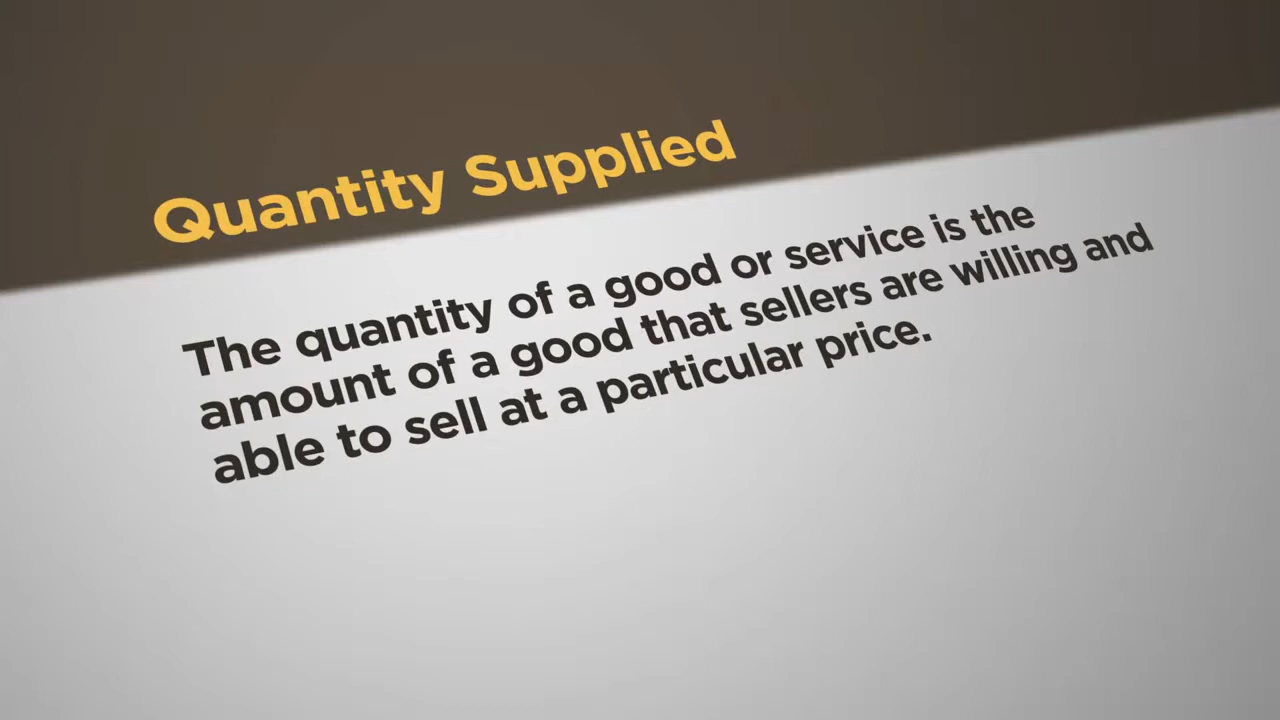 Quantity Supplied
The quantity of a good or service is the
amount of a good that sellers are willing and
able to sell at a particular price.